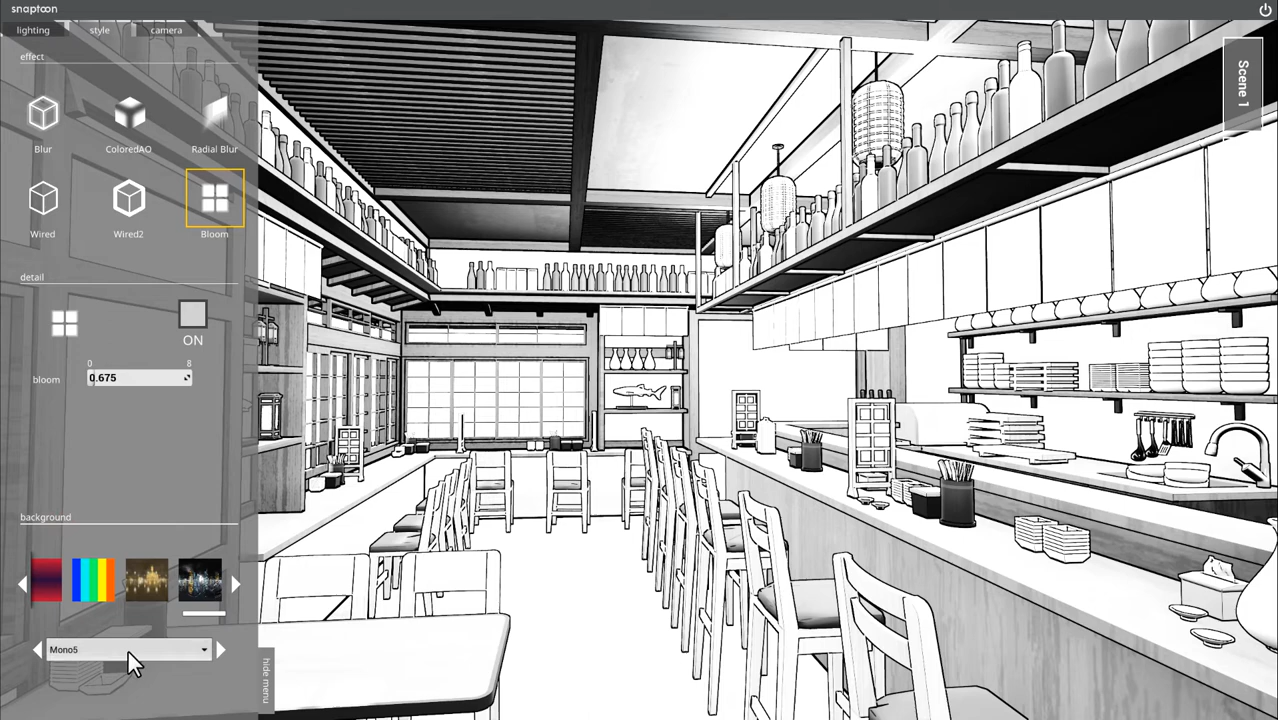 snaptoon
lighting style camera
effect
Blur ColoredAO Radial Blur
Wired Wired2 Bloom
detail
ON
0 8
bloom 0.675
background
Mono5
hide menu
Scene 1